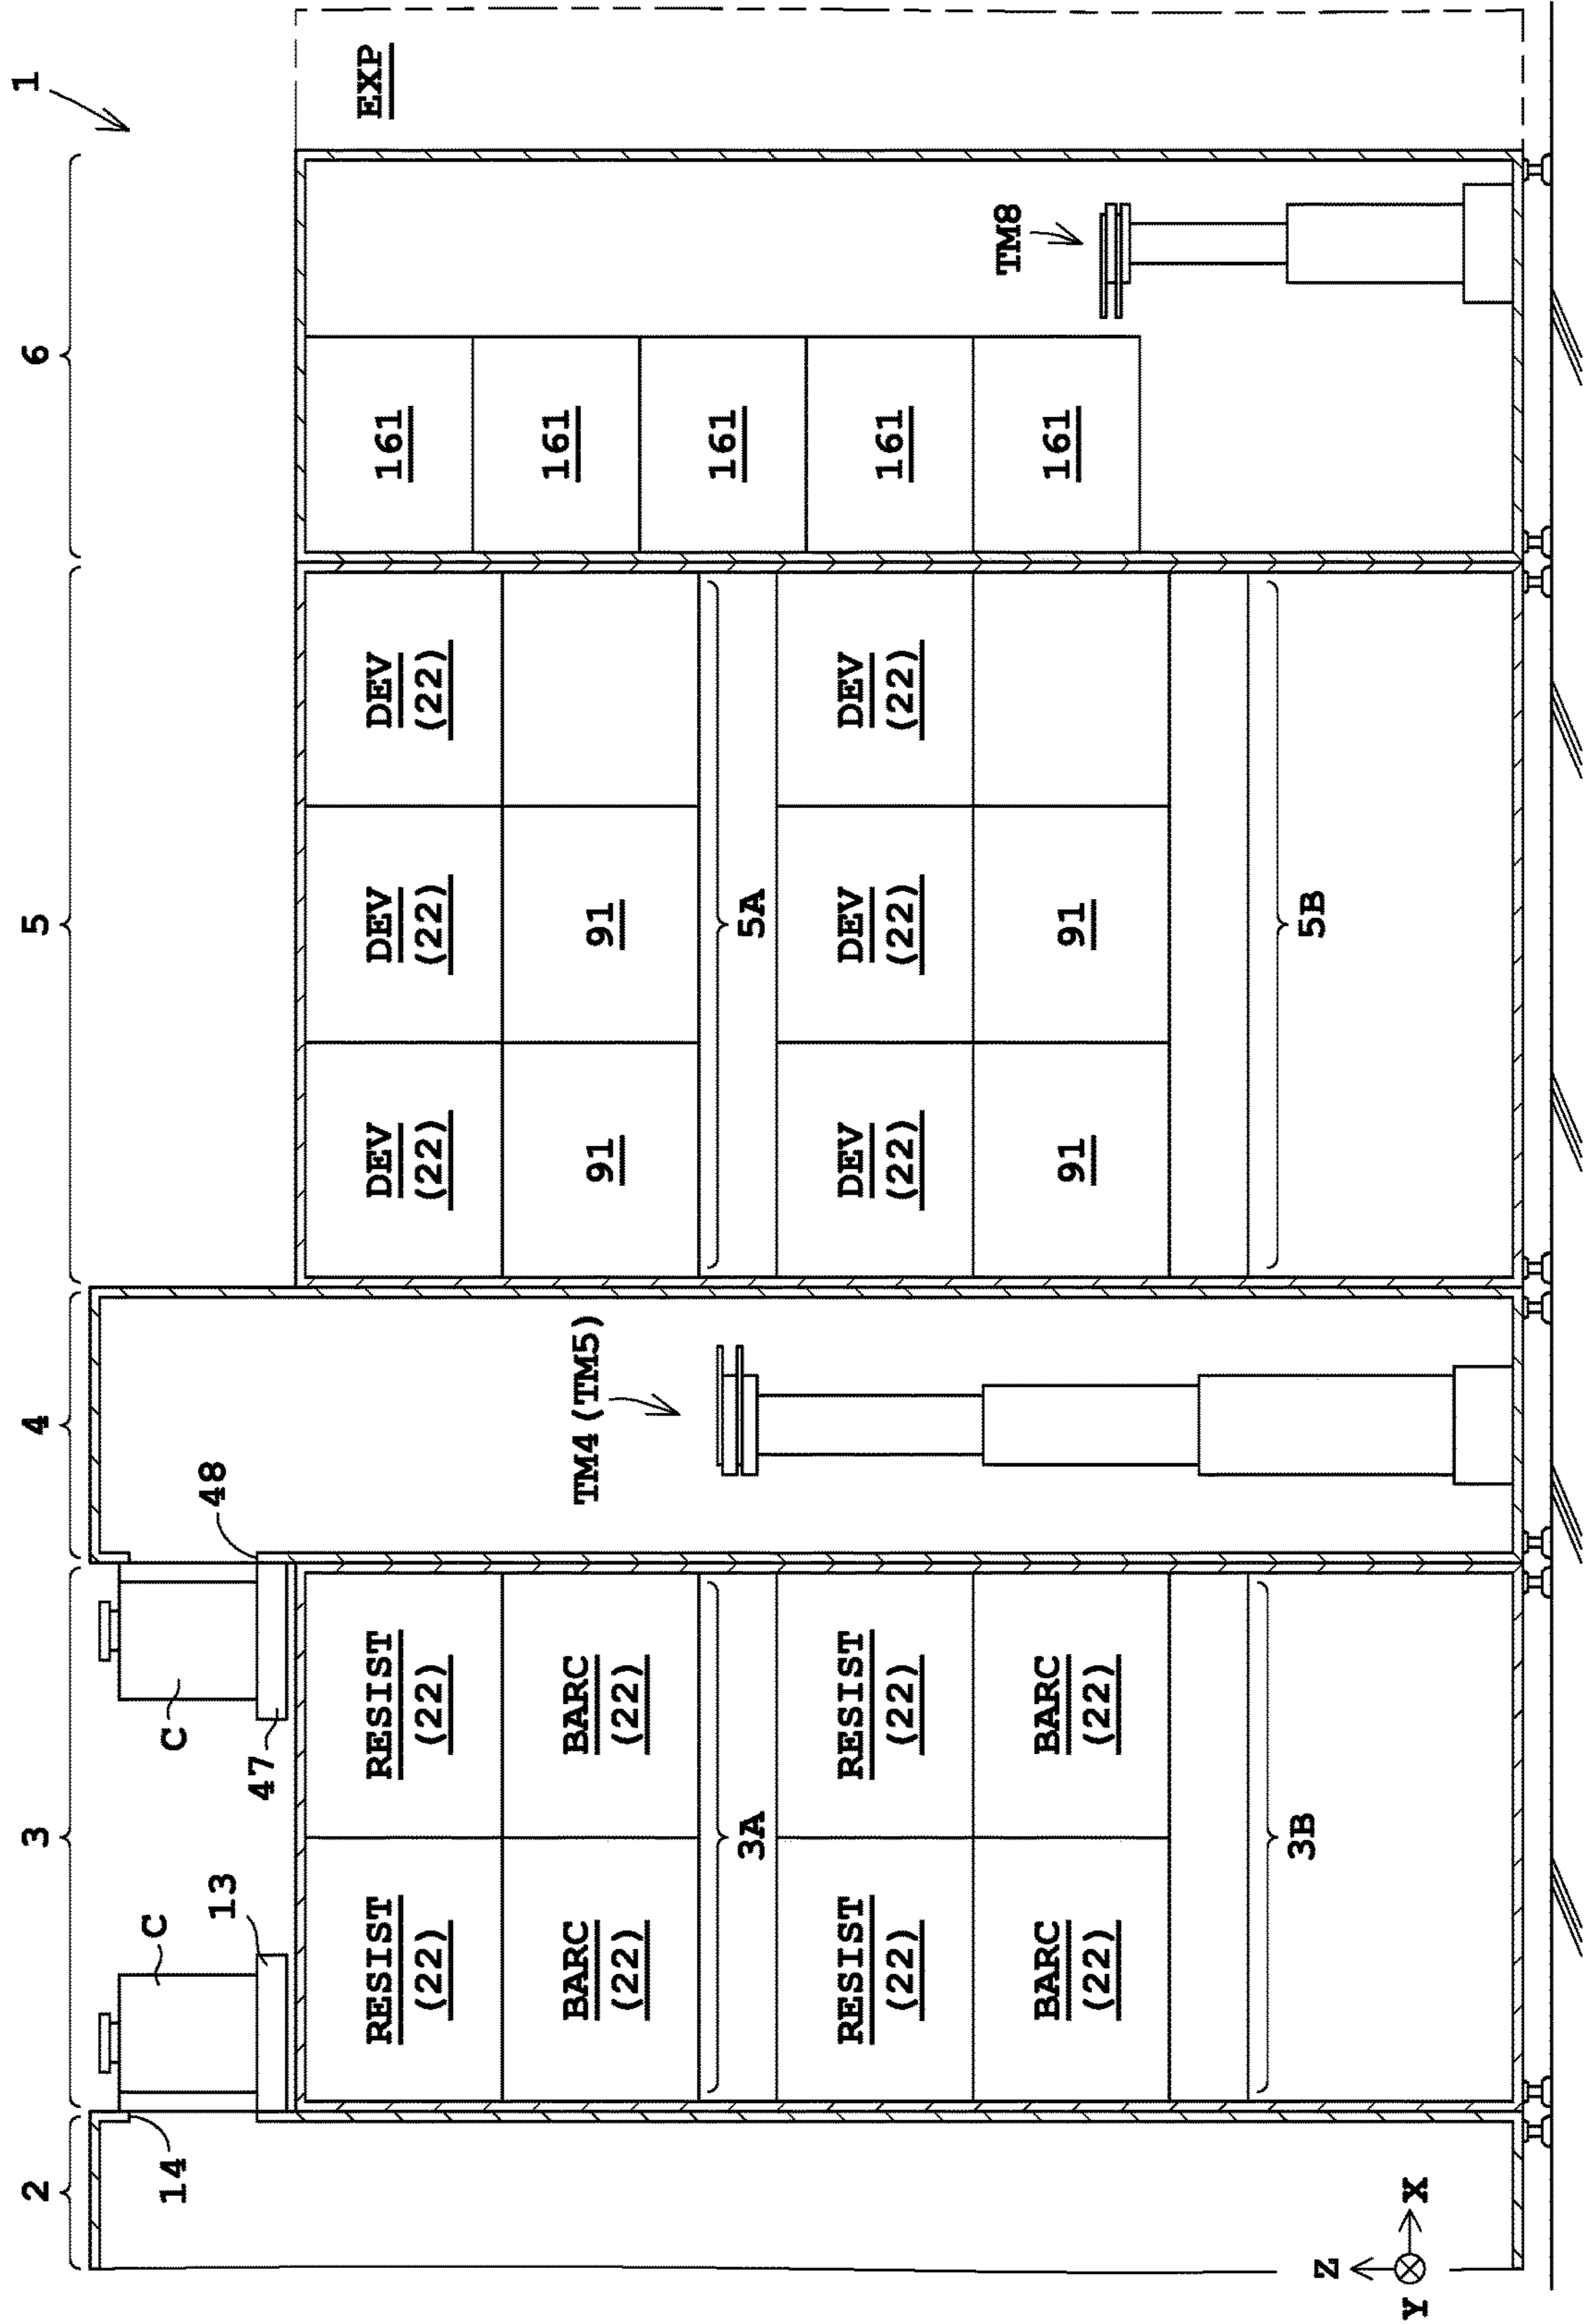 1
2 3 4 5 6
C C
14 13 47 48
EXP
RESIST RESIST DEV DEV DEV 161
(22) (22) (22) (22) (22)
161
BARC BARC TM4(TM5) 91 91
(22) (22)
161
3A 5A
RESIST RESIST DEV DEV DEV 161
(22) (22) (22) (22) (22)
TM8
BARC BARC 91 91 161
(22) (22)
3B 5B
Z
Y X